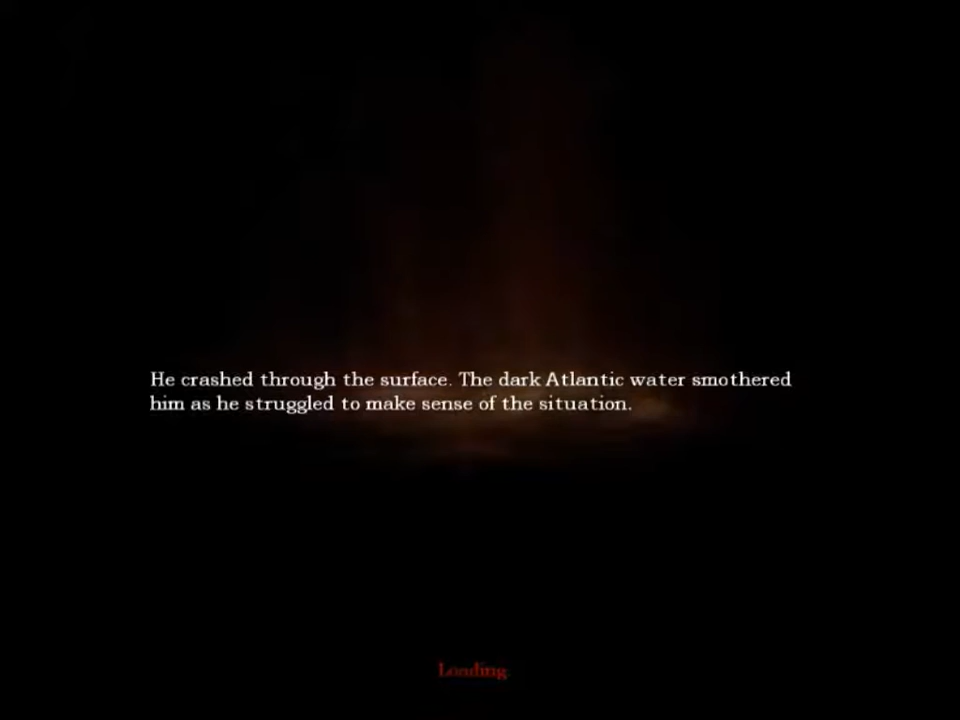 He crashed through the surface. The dark Atlantic water smothered
him as he struggled to make sense of the situation.
Loading